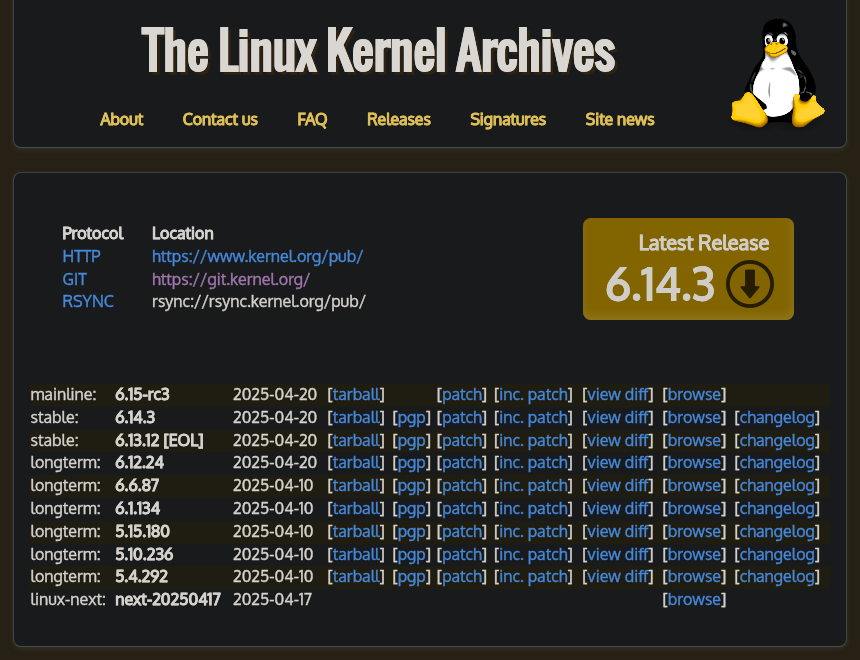 The Linux Kernel Archives
About Contact us FAQ Releases Signatures Site news
Protocol Location
HTTP https://www.kernel.org/pub/
GIT https://git.kernel.org/
RSYNC rsync://rsync.kernel.org/pub/
Latest Release
6.14.3
mainline: 6.15-rc3 2025-04-20 [tarball] [patch] [inc. patch] [view diff] [browse]
stable: 6.14.3 2025-04-20 [tarball] [pgp] [patch] [inc. patch] [view diff] [browse] [changelog]
stable: 6.13.12 [EOL] 2025-04-20 [tarball] [pgp] [patch] [inc. patch] [view diff] [browse] [changelog]
longterm: 6.12.24 2025-04-20 [tarball] [pgp] [patch] [inc. patch] [view diff] [browse] [changelog]
longterm: 6.6.87 2025-04-10 [tarball] [pgp] [patch] [inc. patch] [view diff] [browse] [changelog]
longterm: 6.1.134 2025-04-10 [tarball] [pgp] [patch] [inc. patch] [view diff] [browse] [changelog]
longterm: 5.15.180 2025-04-10 [tarball] [pgp] [patch] [inc. patch] [view diff] [browse] [changelog]
longterm: 5.10.236 2025-04-10 [tarball] [pgp] [patch] [inc. patch] [view diff] [browse] [changelog]
longterm: 5.4.292 2025-04-10 [tarball] [pgp] [patch] [inc. patch] [view diff] [browse] [changelog]
linux-next: next-20250417 2025-04-17 [browse]